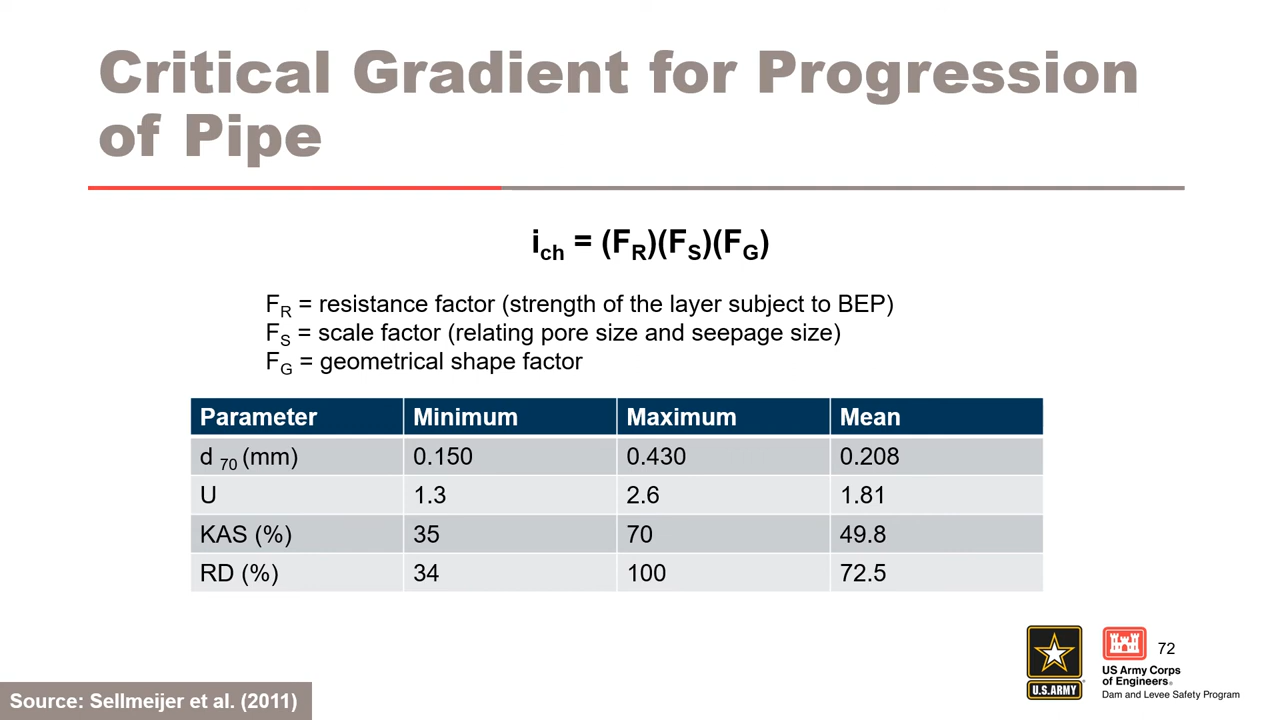 Critical Gradient for Progression
of Pipe
i_ch = (F_R)(F_S)(F_G)
F_R = resistance factor (strength of the layer subject to BEP)
F_S = scale factor (relating pore size and seepage size)
F_G = geometrical shape factor
Parameter Minimum Maximum Mean
d 70 (mm) 0.150 0.430 0.208
U 1.3 2.6 1.81
KAS (%) 35 70 49.8
RD (%) 34 100 72.5
U.S.ARMY
72
US Army Corps
of Engineers®
Dam and Levee Safety Program
Source: Sellmeijer et al. (2011)